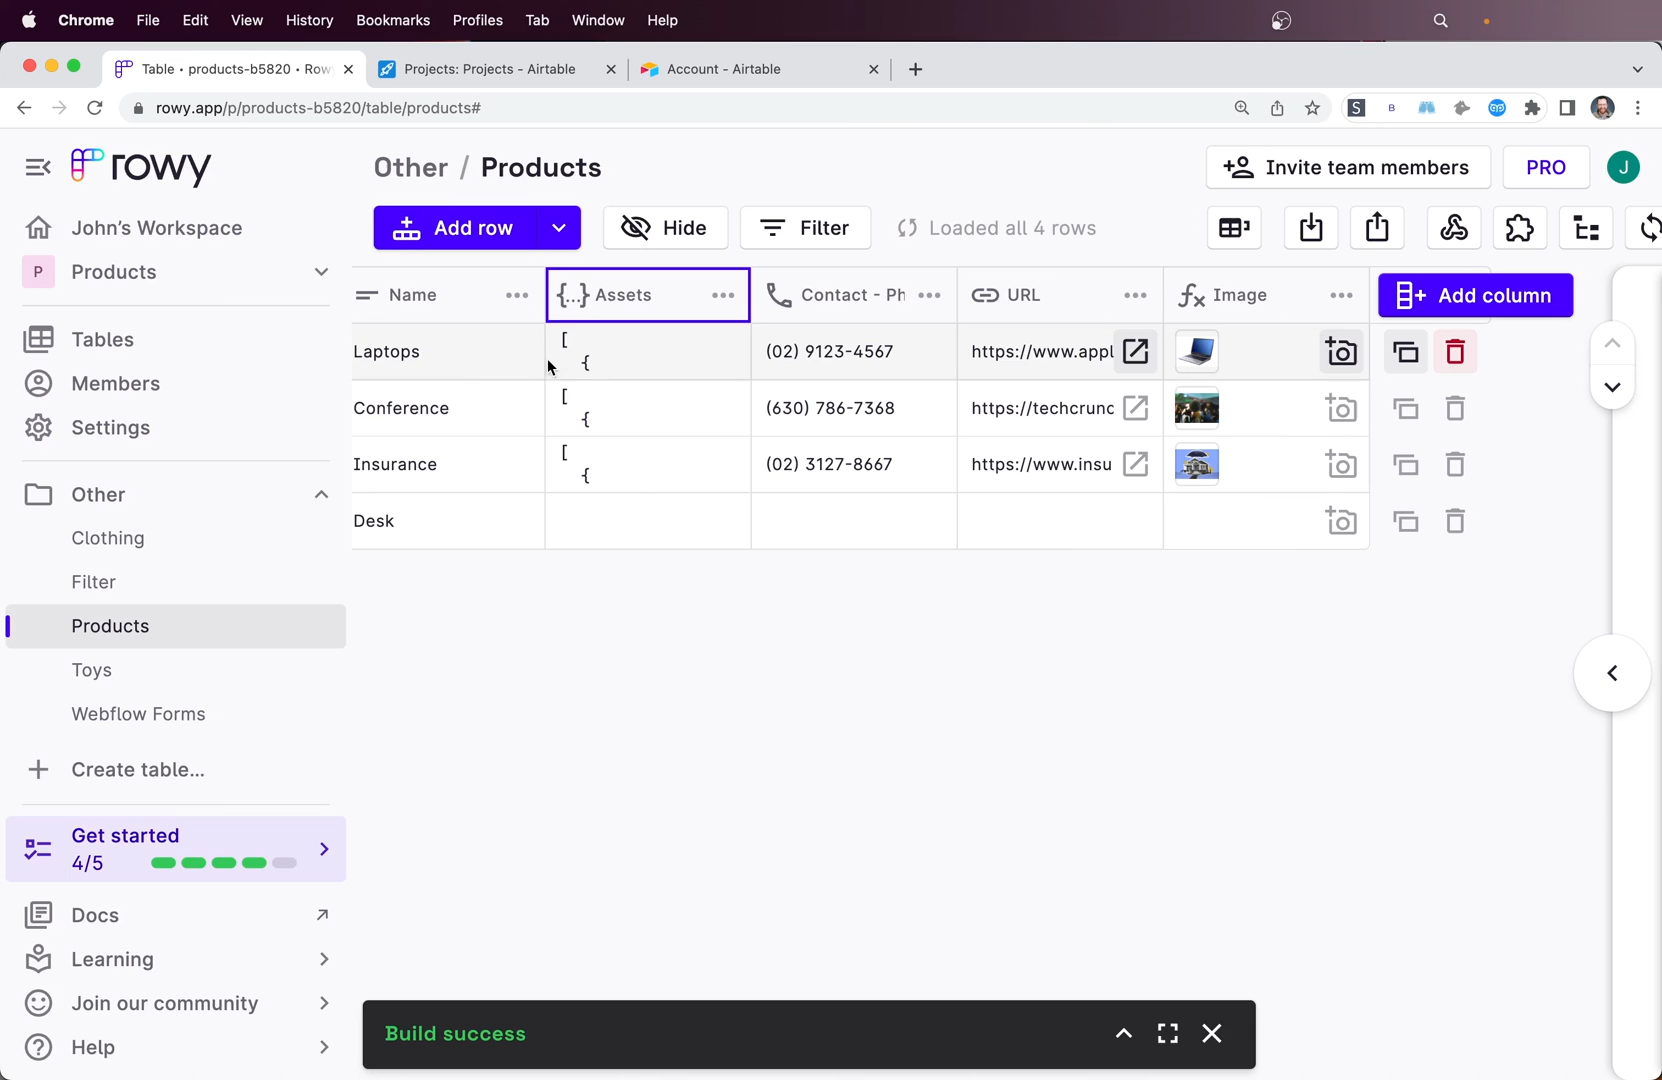 Chrome File Edit View History Bookmarks Profiles Tab Window Help
Table • products-b5820 • Row
Projects: Projects - Airtable
Account - Airtable
rowy.app/p/products-b5820/table/products#
S B
rowy
Other / Products
Invite team members
PRO
J
John's Workspace
Add row
Hide
Filter
Loaded all 4 rows
P Products
Name
{...} Assets
Contact - Ph
URL
fx Image
Add column
Tables
Laptops
[
{
(02) 9123-4567
https://www.appl
Members
Conference
[
{
(630) 786-7368
https://techcrunc
Settings
Insurance
[
{
(02) 3127-8667
https://www.insu
Other
Desk
Clothing
Filter
Products
Toys
Webflow Forms
Create table...
Get started
4/5
Docs
Learning
Join our community
Help
Build success